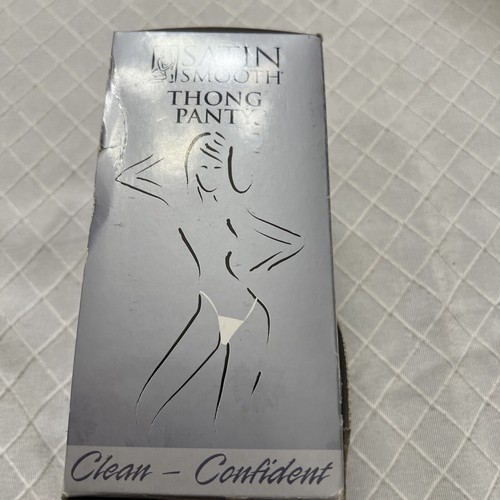 SATIN
SMOOTH
THONG
PANTY
Clean - Confident